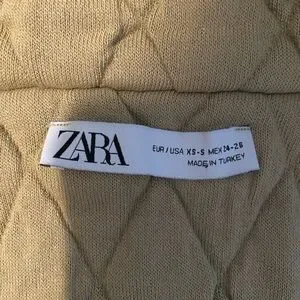 ZARA
EUR / USA XS-S MEX 24-26
MADE IN TURKEY